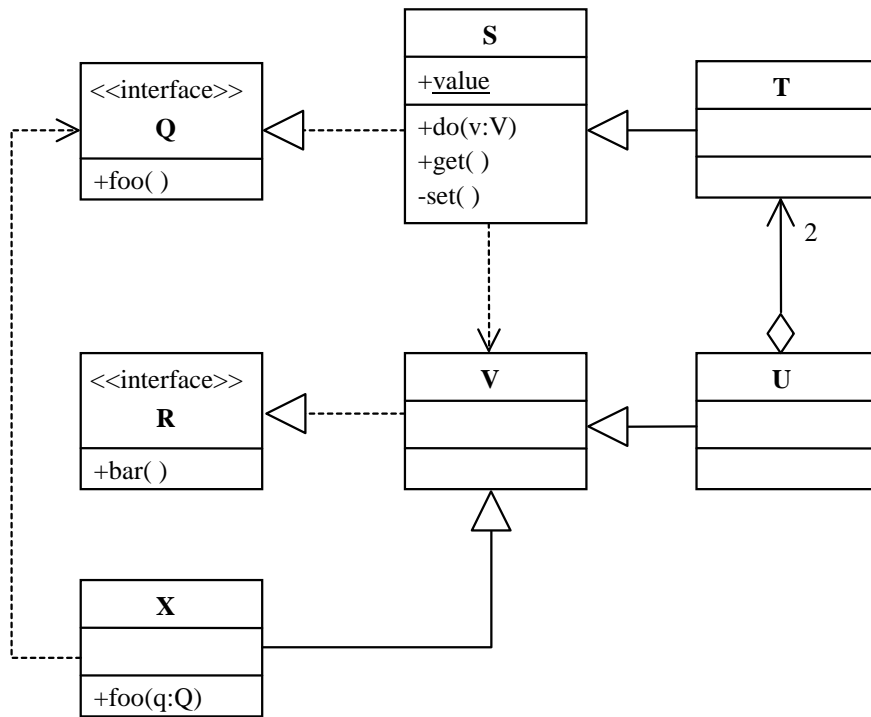 <<interface>>
Q
+foo( )
S
+value
+do(v:V)
+get( )
-set( )
T
2
<<interface>>
R
+bar( )
V
U
X
+foo(q:Q)